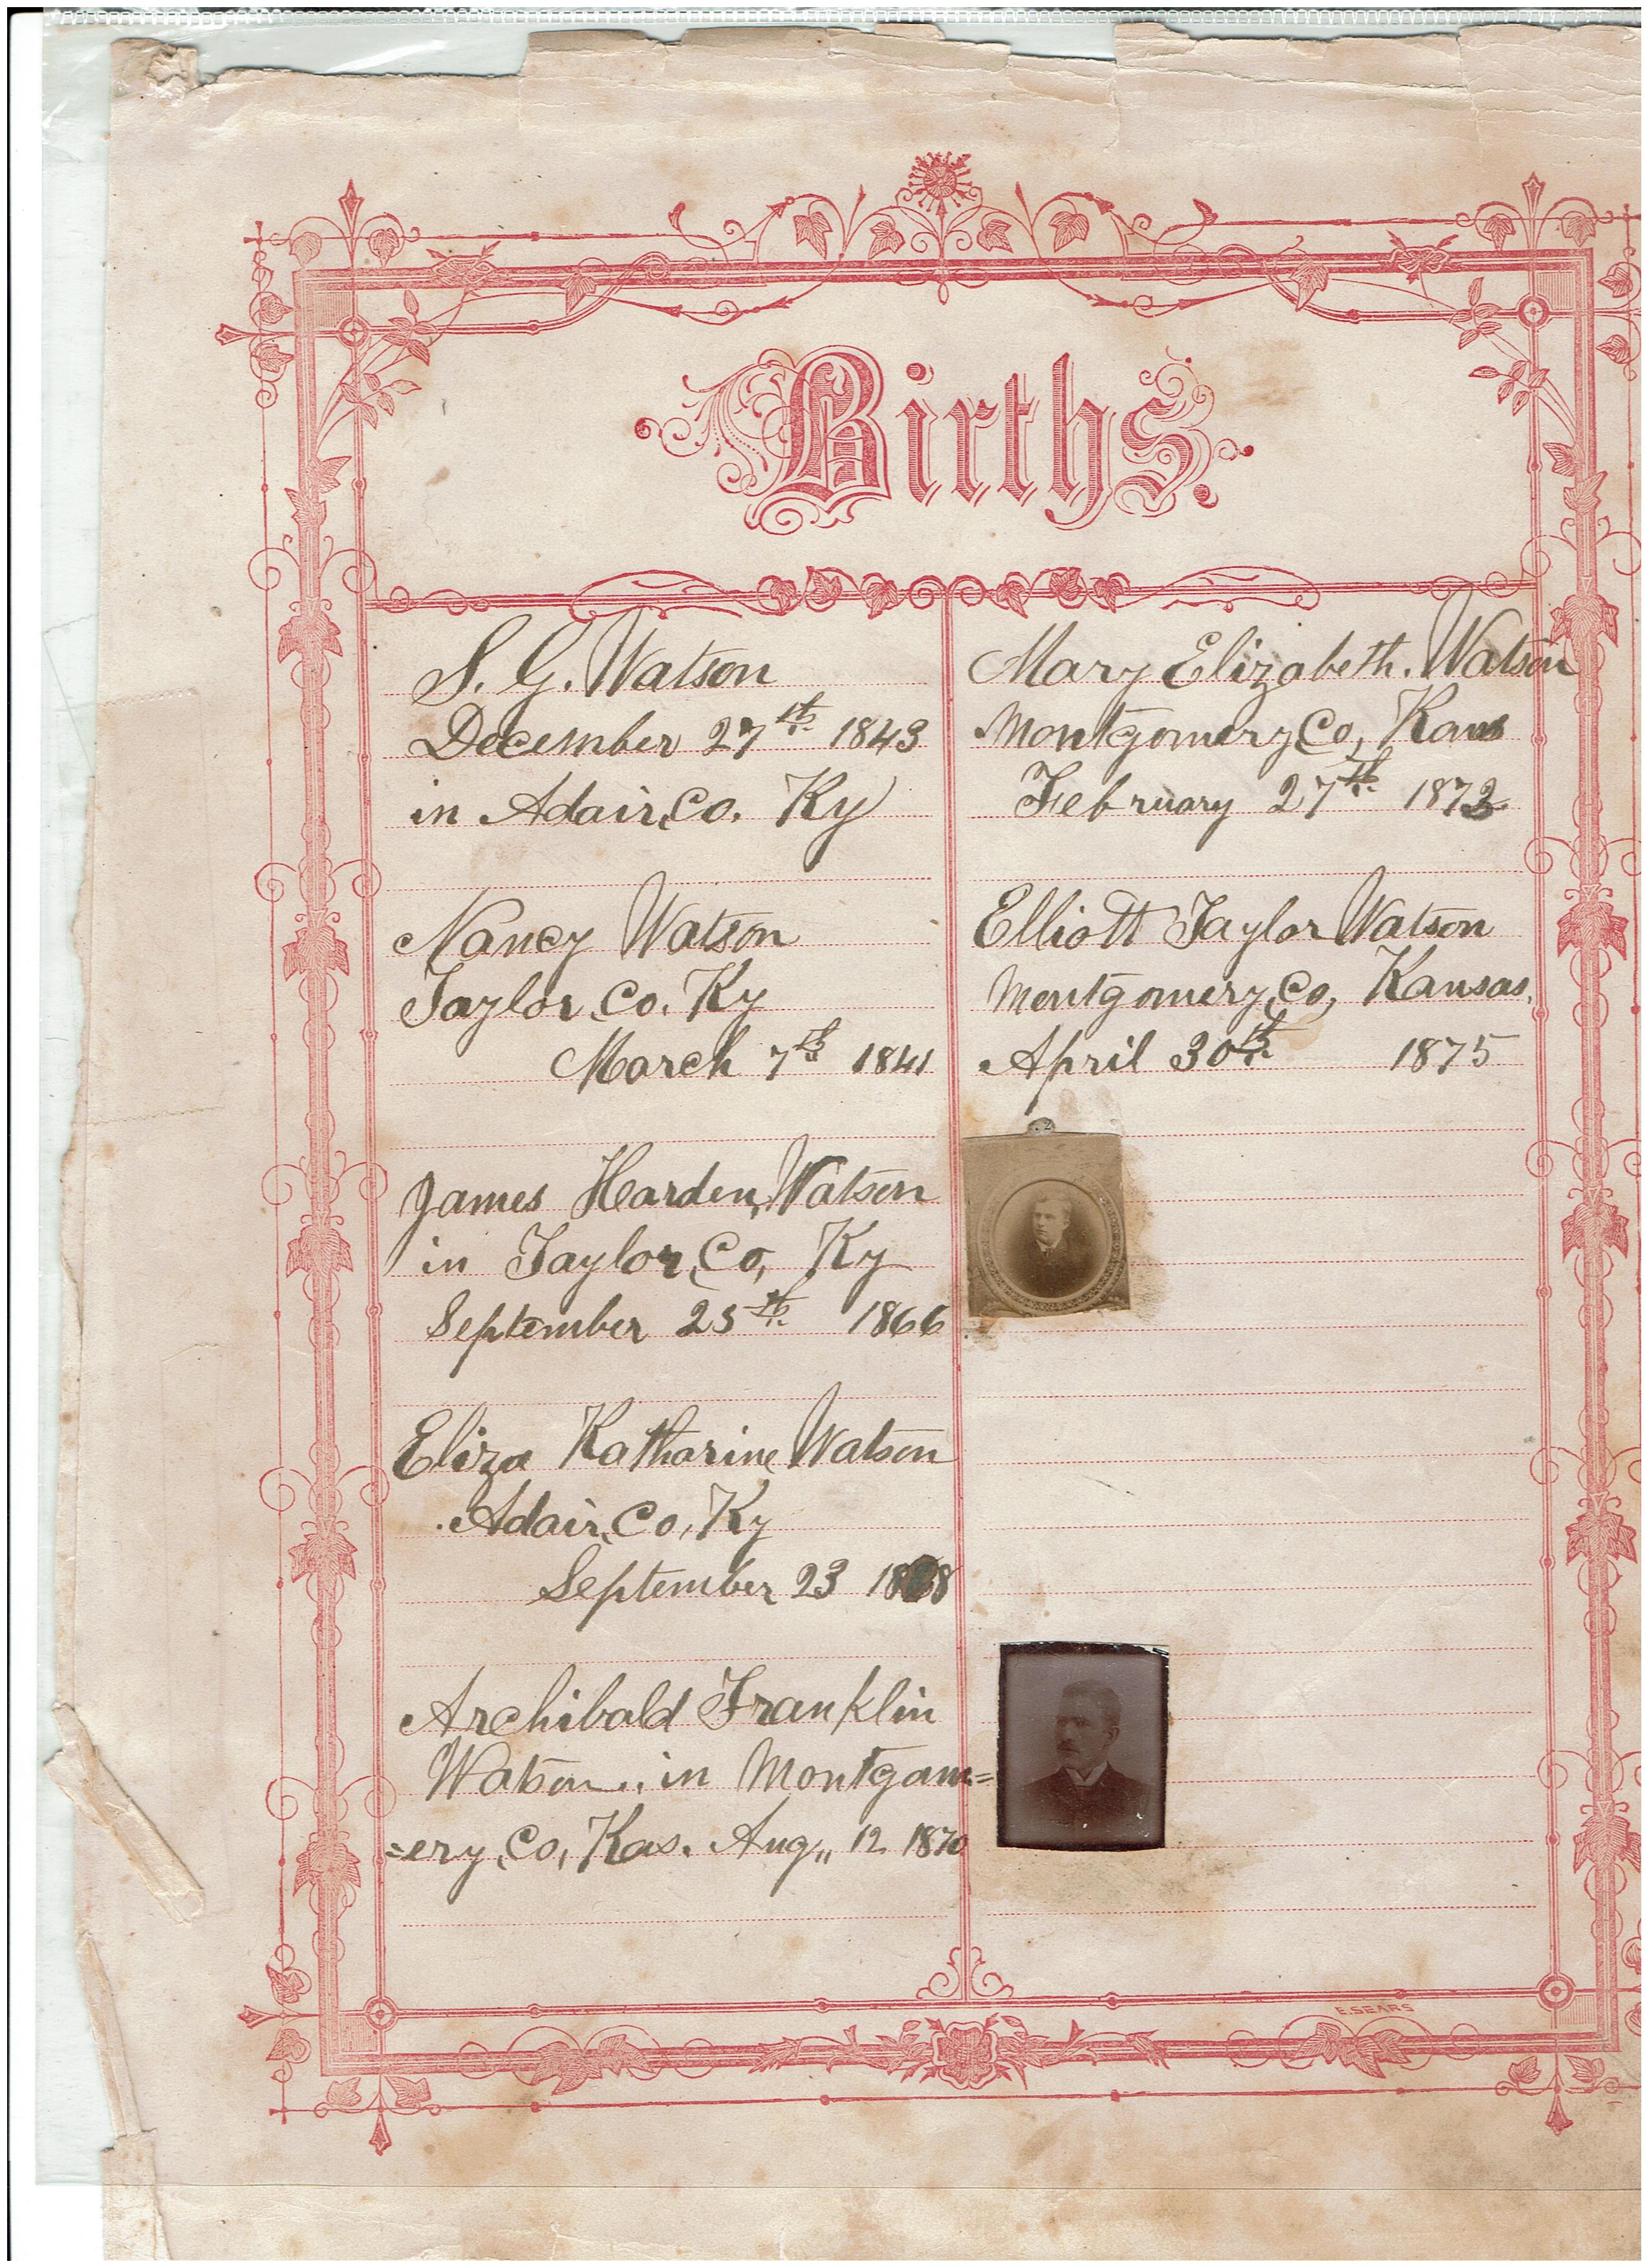 Births.
S. G. Watson
December 27th 1843
in Adair, Co. Ky
Nancy Watson
Taylor, Co. Ky
March 7th 1841
James Harden, Watson
in Taylor, Co, Ky
September 25th 1866
Eliza Katharine Watson
Adair, Co, Ky
September 23 1868
Archibald Franklin
Watson.. in Montgom=
=ery, Co, Kas. Aug,, 12. 1870
Mary Elizabeth. Watson
Montgomery Co, Kans
February 27th 1872
Elliott Taylor Watson
Montgomery, Co, Kansas.
April 30th 1875
E. SEARS